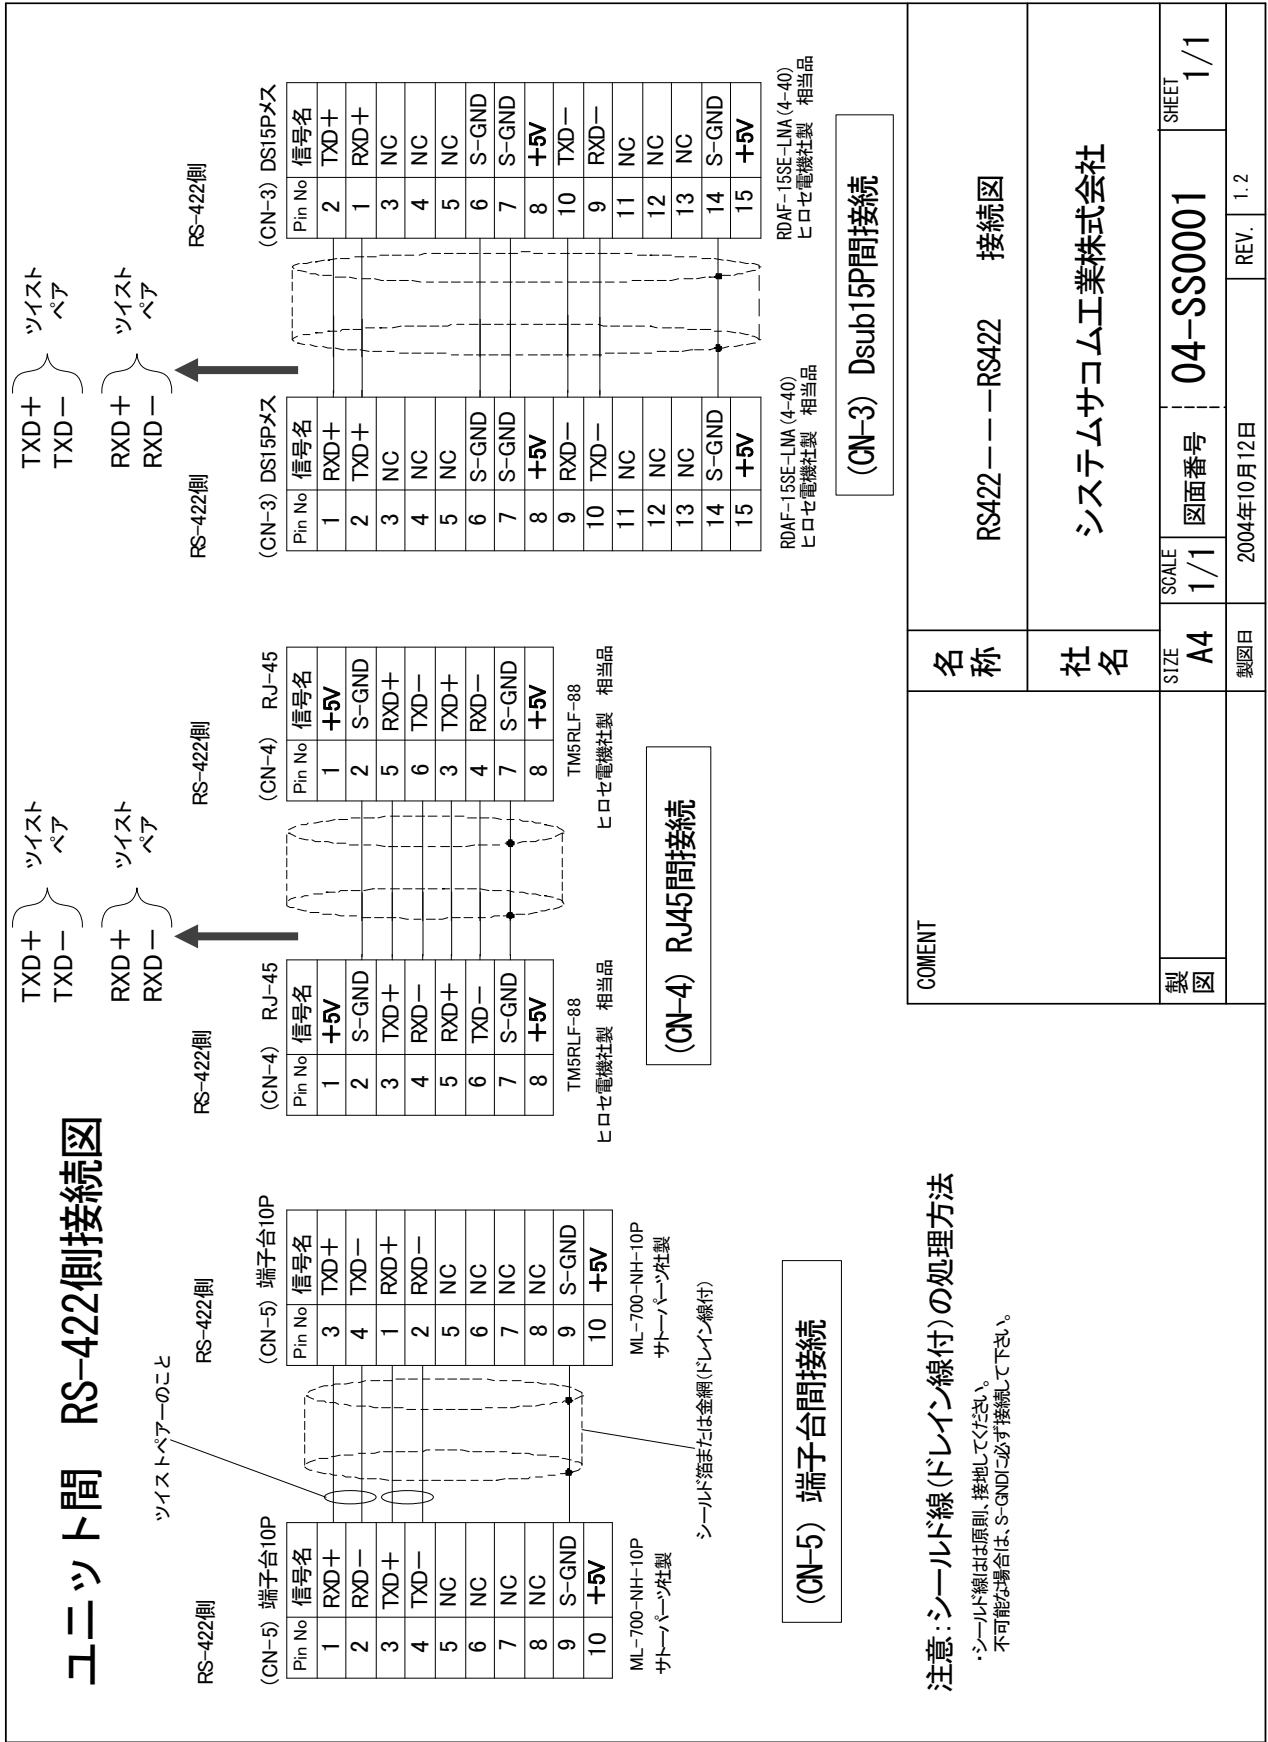 ユニット間　RS-422側接続図
ツイストペアーのこと
RS-422側
(CN-5) 端子台10P
Pin No 信号名
1 RXD+
2 RXD-
3 TXD+
4 TXD-
5 NC
6 NC
7 NC
8 NC
9 S-GND
10 +5V
ML-700-NH-10P
サトーパーツ社製
RS-422側
(CN-5) 端子台10P
Pin No 信号名
3 TXD+
4 TXD-
1 RXD+
2 RXD-
5 NC
6 NC
7 NC
8 NC
9 S-GND
10 +5V
ML-700-NH-10P
サトーパーツ社製
シールド箔または金網(ドレイン線付)
(CN-5) 端子台間接続
TXD+
TXD-
ツイスト
ペア
RXD+
RXD-
ツイスト
ペア
RS-422側
(CN-4) RJ-45
Pin No 信号名
1 +5V
2 S-GND
3 TXD+
4 RXD-
5 RXD+
6 TXD-
7 S-GND
8 +5V
TM5RLF-88
ヒロセ電機社製 相当品
RS-422側
(CN-4) RJ-45
Pin No 信号名
1 +5V
2 S-GND
5 RXD+
6 TXD-
3 TXD+
4 RXD-
7 S-GND
8 +5V
TM5RLF-88
ヒロセ電機社製 相当品
(CN-4) RJ45間接続
TXD+
TXD-
ツイスト
ペア
RXD+
RXD-
ツイスト
ペア
RS-422側
(CN-3) DS15Pメス
Pin No 信号名
1 RXD+
2 TXD+
3 NC
4 NC
5 NC
6 S-GND
7 S-GND
8 +5V
9 RXD-
10 TXD-
11 NC
12 NC
13 NC
14 S-GND
15 +5V
RDAF-15SE-LNA(4-40)
ヒロセ電機社製 相当品
RS-422側
(CN-3) DS15Pメス
Pin No 信号名
2 TXD+
1 RXD+
3 NC
4 NC
5 NC
6 S-GND
7 S-GND
8 +5V
10 TXD-
9 RXD-
11 NC
12 NC
13 NC
14 S-GND
15 +5V
RDAF-15SE-LNA(4-40)
ヒロセ電機社製 相当品
(CN-3) Dsub15P間接続
注意:シールド線(ドレイン線付)の処理方法
・シールド線はは原則、接地してください。
不可能な場合は、S-GNDに必ず接続して下さい。
COMENT
名称
RS422---RS422　接続図
社名
システムサコム工業株式会社
製図
SIZE
A4
SCALE
1/1
図面番号
04-SS0001
SHEET
1/1
製図日
2004年10月12日
REV.
1.2